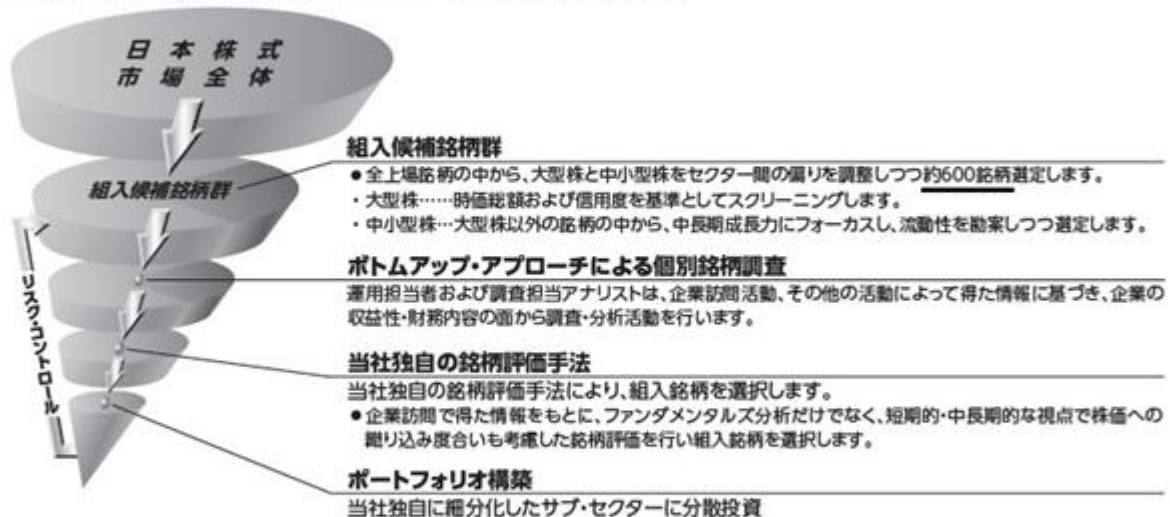 日本株式
市場全体
組入候補銘柄群
リスク・コントロール
組入候補銘柄群
●全上場銘柄の中から、大型株と中小型株をセクター間の偏りを調整しつつ約600銘柄選定します。
・大型株……時価総額および信用度を基準としてスクリーニングします。
・中小型株…大型株以外の銘柄の中から、中長期成長力にフォーカスし、流動性を勘案しつつ選定します。
ボトムアップ・アプローチによる個別銘柄調査
運用担当者および調査担当アナリストは、企業訪問活動、その他の活動によって得た情報に基づき、企業の
収益性・財務内容の面から調査・分析活動を行います。
当社独自の銘柄評価手法
当社独自の銘柄評価手法により、組入銘柄を選択します。
●企業訪問で得た情報をもとに、ファンダメンタルズ分析だけでなく、短期的・中長期的な視点で株価への
織り込み度合いも考慮した銘柄評価を行い組入銘柄を選択します。
ポートフォリオ構築
当社独自に細分化したサブ・セクターに分散投資